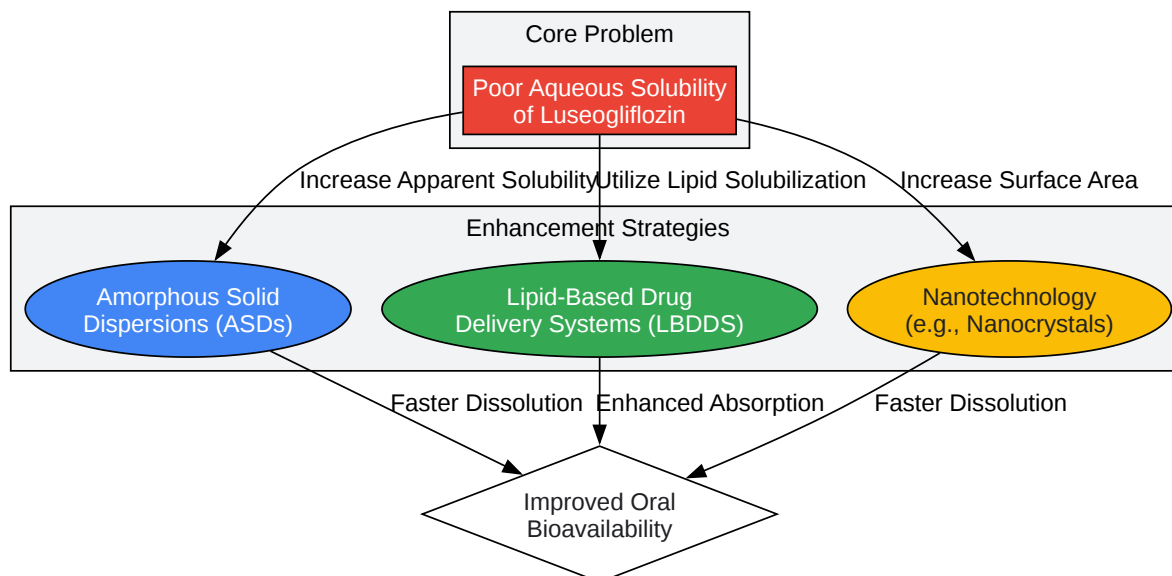 Core Problem
Poor Aqueous Solubility
of Luseogliflozin
Increase Apparent Solubility
Utilize Lipid Solubilization
Increase Surface Area
Enhancement Strategies
Amorphous Solid
Dispersions (ASDs)
Lipid-Based Drug
Delivery Systems (LBDDS)
Nanotechnology
(e.g., Nanocrystals)
Faster Dissolution
Enhanced Absorption
Faster Dissolution
Improved Oral
Bioavailability